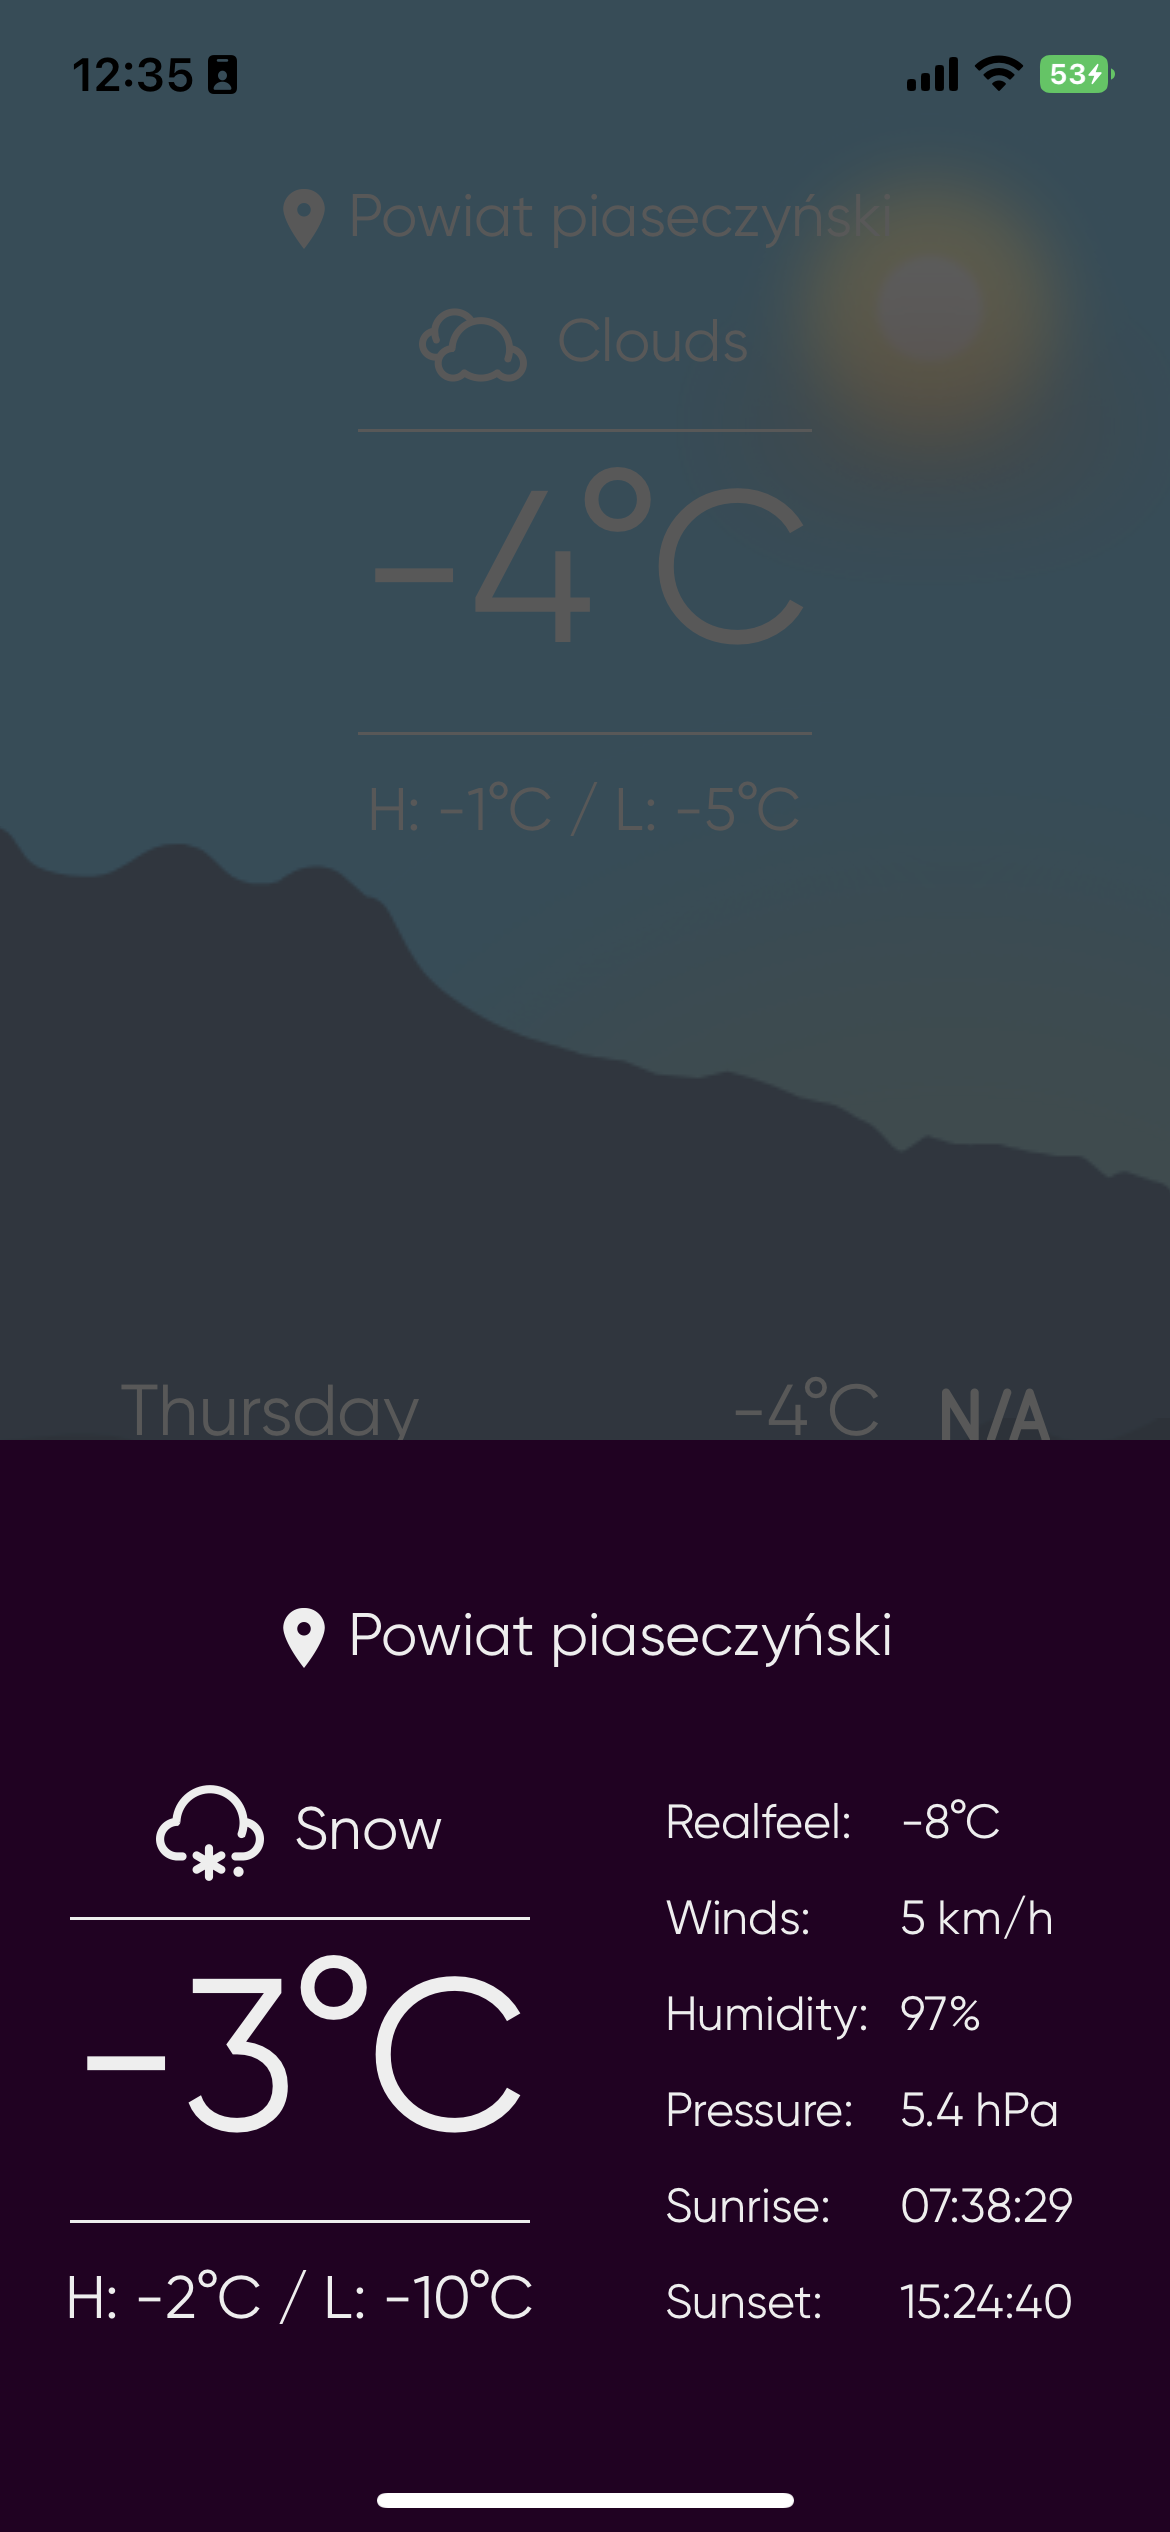 12:35
53
Powiat piaseczyński
Clouds
-4°C
H: -1°C / L: -5°C
Thursday -4°C N/A
Powiat piaseczyński
Snow
-3°C
H: -2°C / L: -10°C
Realfeel: -8°C
Winds: 5 km/h
Humidity: 97%
Pressure: 5.4 hPa
Sunrise: 07:38:29
Sunset: 15:24:40